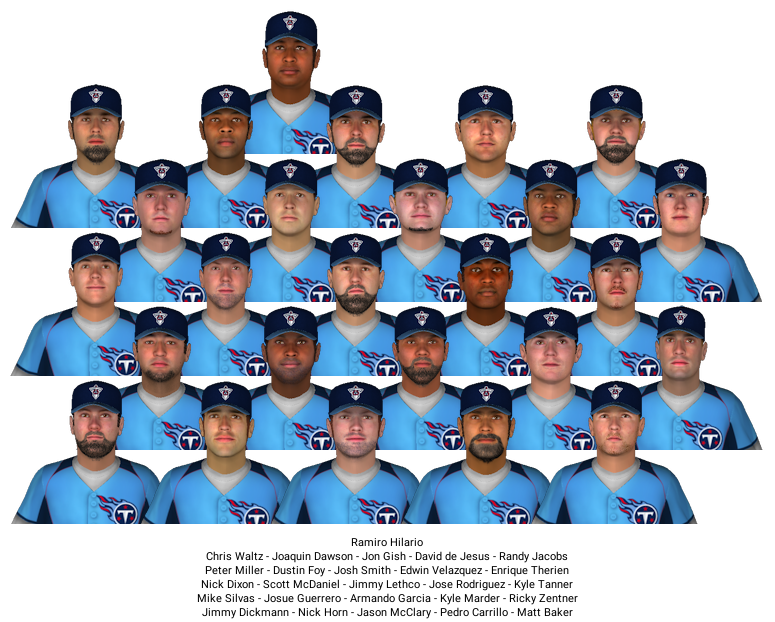 Ramiro Hilario
Chris Waltz - Joaquin Dawson - Jon Gish - David de Jesus - Randy Jacobs
Peter Miller - Dustin Foy - Josh Smith - Edwin Velazquez - Enrique Therien
Nick Dixon - Scott McDaniel - Jimmy Lethco - Jose Rodriguez - Kyle Tanner
Mike Silvas - Josue Guerrero - Armando Garcia - Kyle Marder - Ricky Zentner
Jimmy Dickmann - Nick Horn - Jason McClary - Pedro Carrillo - Matt Baker